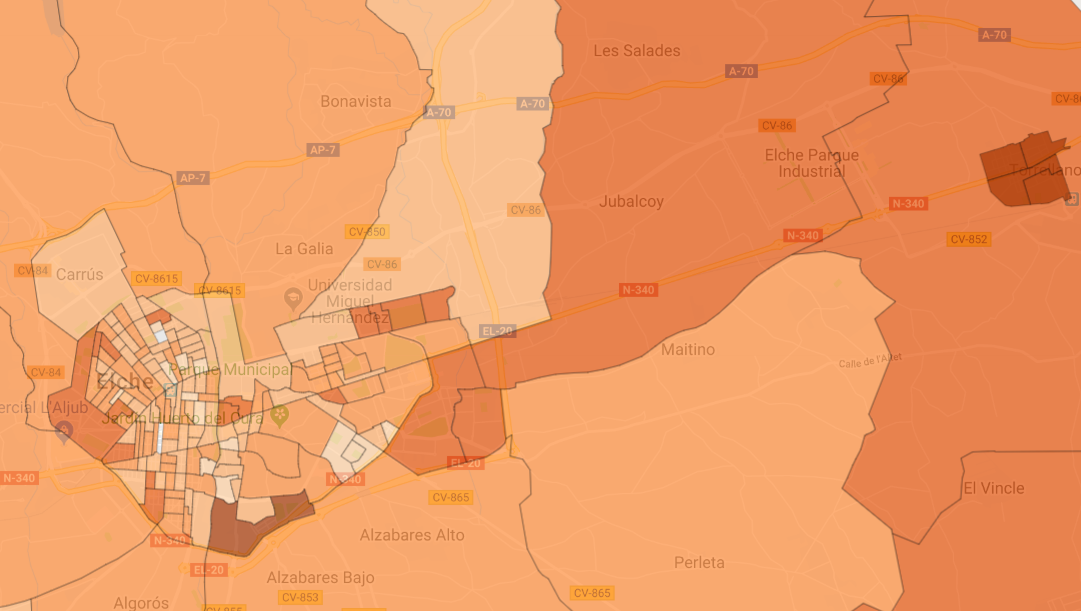 Les Salades
A-70
A-70
A-70
A-70
CV-86
CV-8
Bonavista
CV-86
AP-7
Elche Parque
Industrial
Torrellano
AP-7
Jubalcoy
N-340
CV-86
CV-850
N-340
CV-852
La Galia
CV-86
CV-84
Carrús
CV-8615
CV-8615
Universidad
Miguel
Hernández
N-340
EL-20
Maitino
Calle de l'Allet
CV-84
Parque Municipal
Elche
ercial L'Aljub
Jardín Huerto del Cura
EL-20
N-340
N-340
CV-865
El Vincle
Alzabares Alto
N-340
Perleta
EL-20
Alzabares Bajo
CV-865
CV-853
Algorós
CV-855